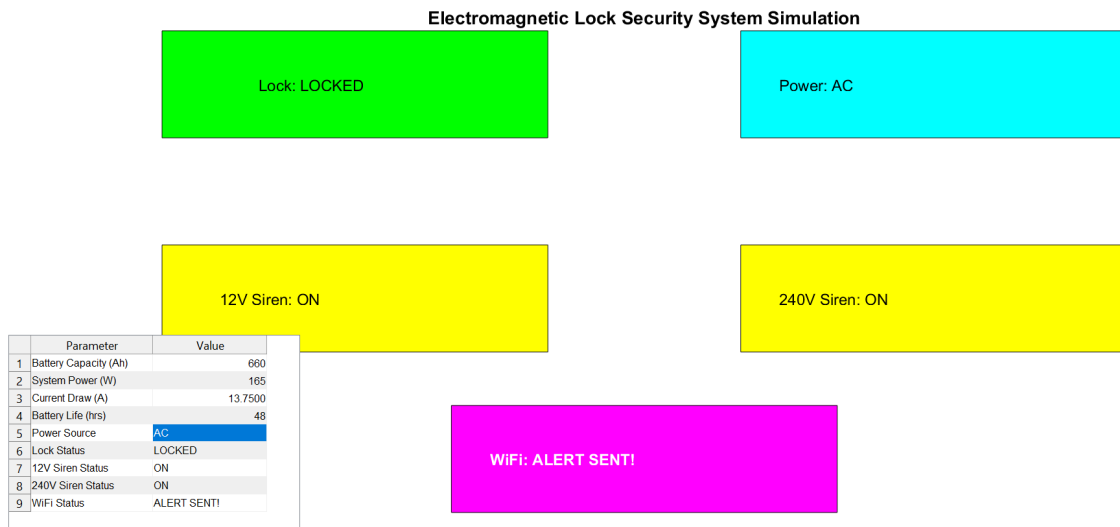 Electromagnetic Lock Security System Simulation
Lock: LOCKED
Power: AC
12V Siren: ON
240V Siren: ON
Parameter Value
1 Battery Capacity (Ah) 660
2 System Power (W) 165
3 Current Draw (A) 13.7500
4 Battery Life (hrs) 48
5 Power Source AC
6 Lock Status LOCKED
7 12V Siren Status ON
8 240V Siren Status ON
9 WiFi Status ALERT SENT!
WiFi: ALERT SENT!